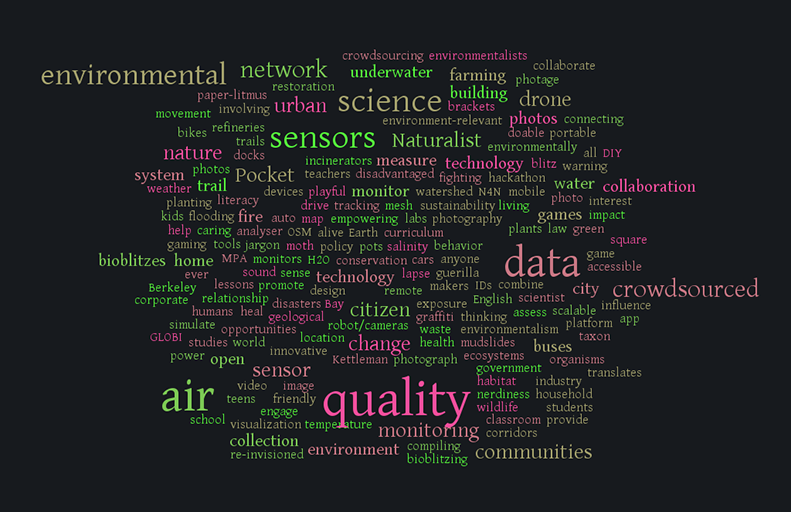 crowdsourcing environmentalists
environmental network underwater farming collaborate
restoration photage
paper-litmus urban science building drone
movement involving brackets
environment-relevant photos connecting
bikes refineries sensors Naturalist doable portable
trails environmentally
nature docks incinerators measure technology blitz all DIY
warning
system photos Pocket teachers disadvantaged fighting hackathon
weather trail devices playful monitor watershed N4N mobile water collaboration
planting literacy drive tracking mesh sustainability living photo interest
kids flooding fire auto map empowering labs photography games impact
help caring analyser OSM alive Earth curriculum plants law green
gaming tools jargon moth policy pots salinity behavior square
bioblitzes home MPA monitors H2O conservation cars anyone data game
accessible
ever sound sense technology lapse guerilla
Berkeley lessons promote design remote makers IDs combine city crowdsourced
corporate relationship disasters Bay citizen exposure English scientist influence
humans heal geological graffiti thinking assess scalable app
simulate opportunities robot/cameras waste environmentalism platform
GLOBI studies world location change health mudslides buses taxon
power open innovative Kettleman photograph ecosystems organisms
sensor government translates
air video image quality habitat industry
teens friendly nerdiness household
engage wildlife students
school visualization temperature monitoring classroom provide
collection corridors
re-invisioned environment compiling communities
bioblitzing